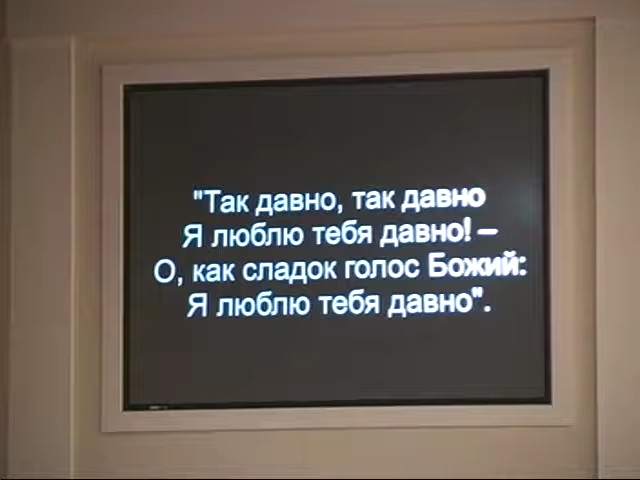 "Так давно, так давно
Я люблю тебя давно! –
О, как сладок голос Божий:
Я люблю тебя давно".